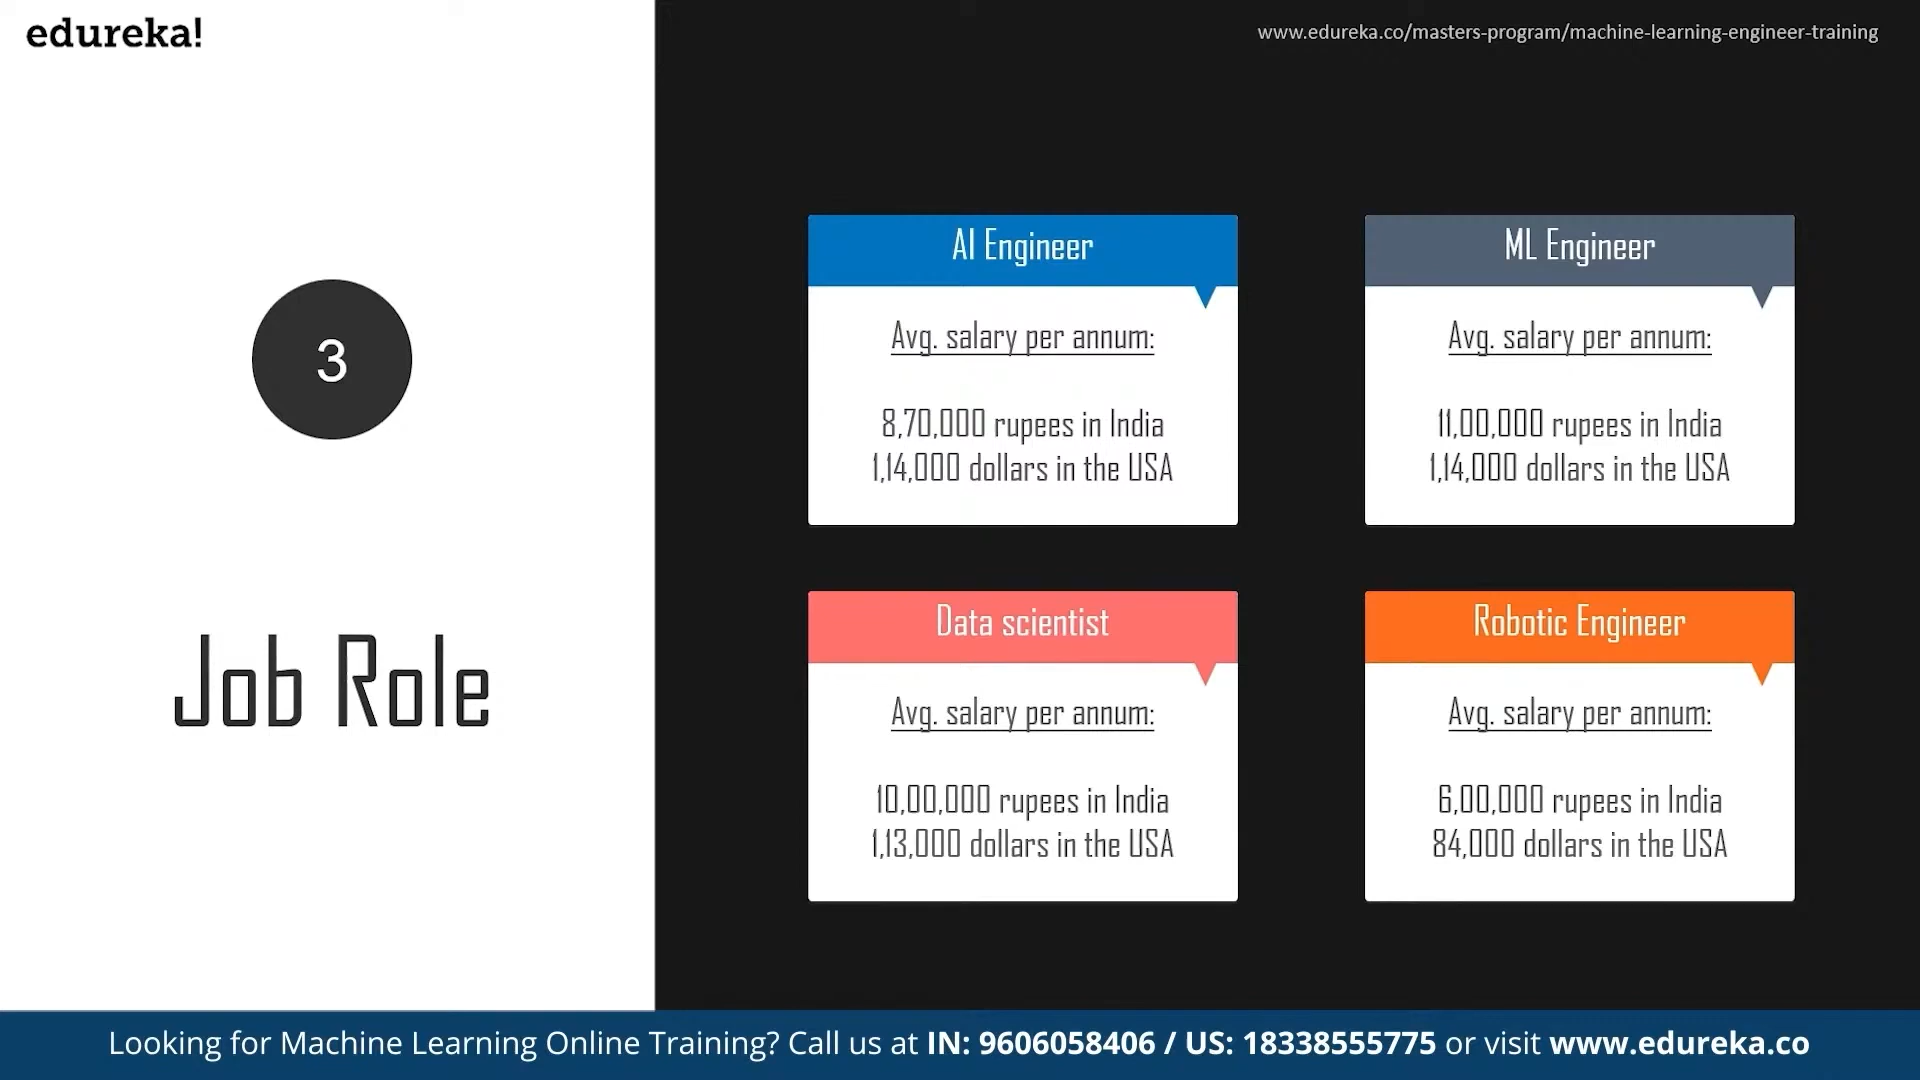 edureka!
www.edureka.co/masters-program/machine-learning-engineer-training
3
Job Role
AI Engineer
Avg. salary per annum:
8,70,000 rupees in India
1,14,000 dollars in the USA
ML Engineer
Avg. salary per annum:
11,00,000 rupees in India
1,14,000 dollars in the USA
Data scientist
Avg. salary per annum:
10,00,000 rupees in India
1,13,000 dollars in the USA
Robotic Engineer
Avg. salary per annum:
6,00,000 rupees in India
84,000 dollars in the USA
Looking for Machine Learning Online Training? Call us at IN: 9606058406 / US: 18338555775 or visit www.edureka.co